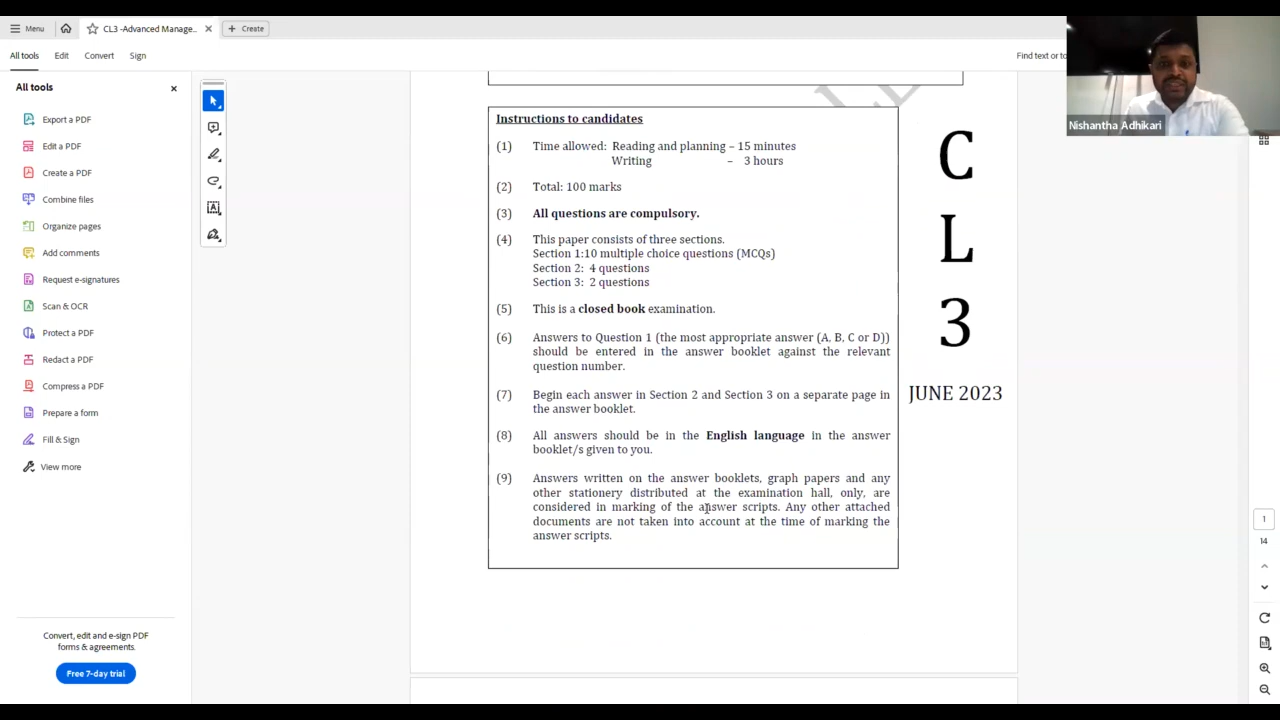 Menu
CL3 -Advanced Manage...
Create
All tools
Edit
Convert
Sign
Find text or to
All tools
Export a PDF
Edit a PDF
Create a PDF
Combine files
Organize pages
Add comments
Request e-signatures
Scan & OCR
Protect a PDF
Redact a PDF
Compress a PDF
Prepare a form
Fill & Sign
View more
Convert, edit and e-sign PDF
forms & agreements.
Free 7-day trial
Instructions to candidates
(1) Time allowed: Reading and planning – 15 minutes
Writing – 3 hours
(2) Total: 100 marks
(3) All questions are compulsory.
(4) This paper consists of three sections.
Section 1:10 multiple choice questions (MCQs)
Section 2: 4 questions
Section 3: 2 questions
(5) This is a closed book examination.
(6) Answers to Question 1 (the most appropriate answer (A, B, C or D))
should be entered in the answer booklet against the relevant
question number.
(7) Begin each answer in Section 2 and Section 3 on a separate page in
the answer booklet.
(8) All answers should be in the English language in the answer
booklet/s given to you.
(9) Answers written on the answer booklets, graph papers and any
other stationery distributed at the examination hall, only, are
considered in marking of the answer scripts. Any other attached
documents are not taken into account at the time of marking the
answer scripts.
C
L
3
JUNE 2023
Nishantha Adhikari
1
14